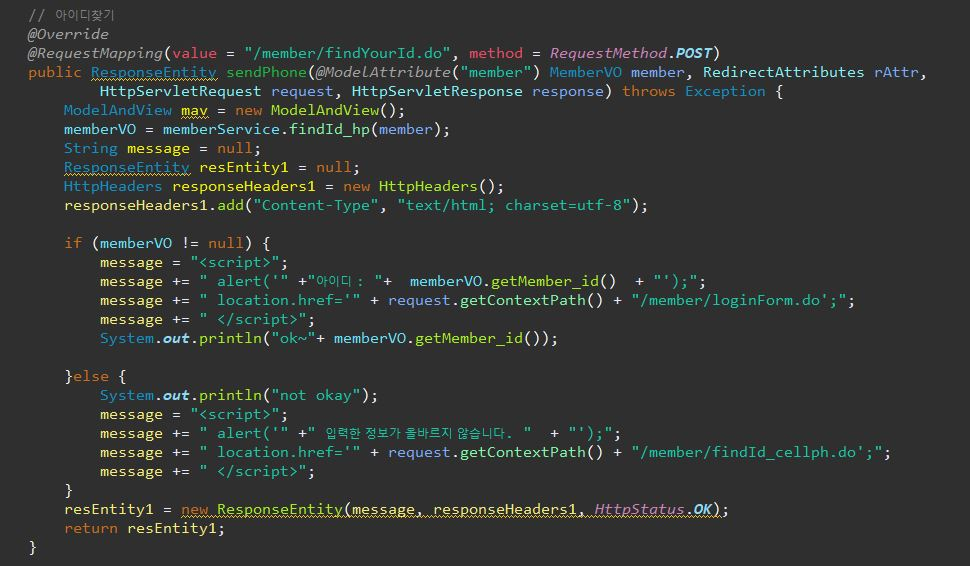 // 아이디찾기
@Override
@RequestMapping(value = "/member/findYourId.do", method = RequestMethod.POST)
public ResponseEntity sendPhone(@ModelAttribute("member") MemberVO member, RedirectAttributes rAttr,
HttpServletRequest request, HttpServletResponse response) throws Exception {
ModelAndView mav = new ModelAndView();
memberVO = memberService.findId_hp(member);
String message = null;
ResponseEntity resEntity1 = null;
HttpHeaders responseHeaders1 = new HttpHeaders();
responseHeaders1.add("Content-Type", "text/html; charset=utf-8");
if (memberVO != null) {
message = "<script>";
message += " alert('" +"아이디 : "+  memberVO.getMember_id()  + "');";
message += " location.href='" + request.getContextPath() + "/member/loginForm.do';";
message += " </script>";
System.out.println("ok~"+ memberVO.getMember_id());
}else {
System.out.println("not okay");
message = "<script>";
message += " alert('" +" 입력한 정보가 올바르지 않습니다. "  + "');";
message += " location.href='" + request.getContextPath() + "/member/findId_cellph.do';";
message += " </script>";
}
resEntity1 = new ResponseEntity(message, responseHeaders1, HttpStatus.OK);
return resEntity1;
}